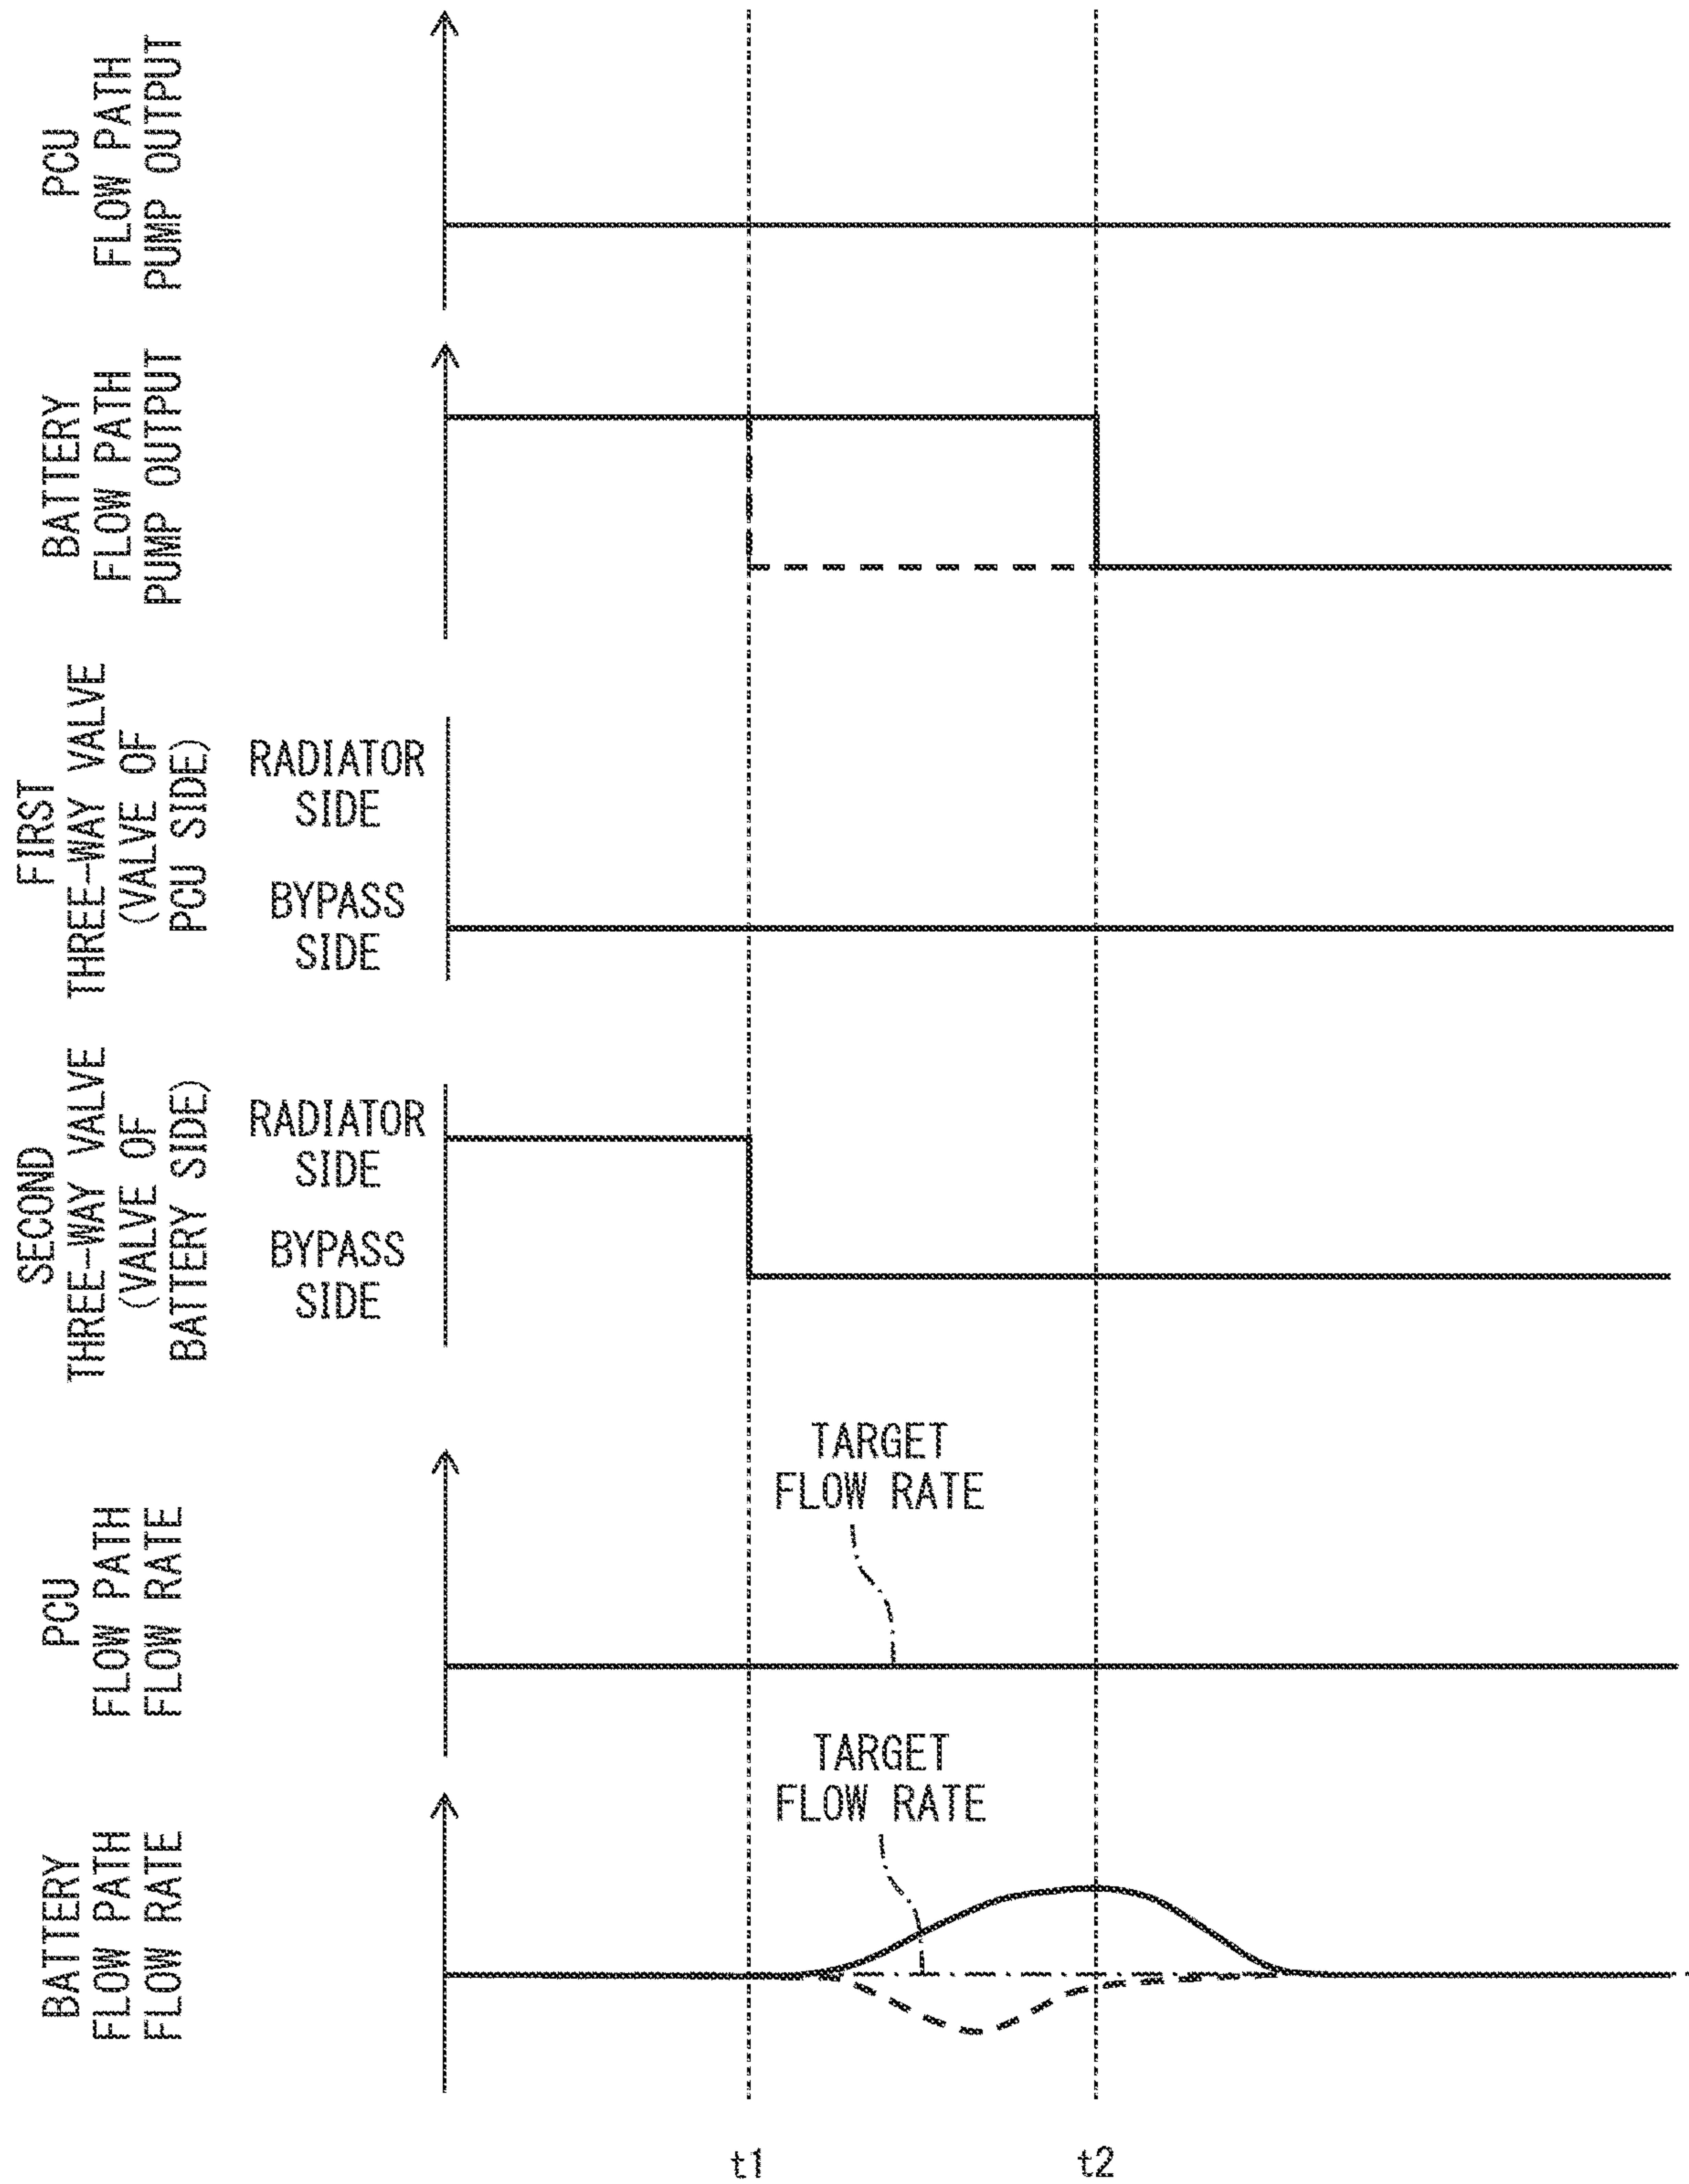 PCU
FLOW PATH
PUMP OUTPUT
BATTERY
FLOW PATH
PUMP OUTPUT
FIRST
THREE-WAY VALVE
(VALVE OF
PCU SIDE)
RADIATOR
SIDE
BYPASS
SIDE
SECOND
THREE-WAY VALVE
(VALVE OF
BATTERY SIDE)
RADIATOR
SIDE
BYPASS
SIDE
PCU
FLOW PATH
FLOW RATE
TARGET
FLOW RATE
BATTERY
FLOW PATH
FLOW RATE
TARGET
FLOW RATE
t1
t2